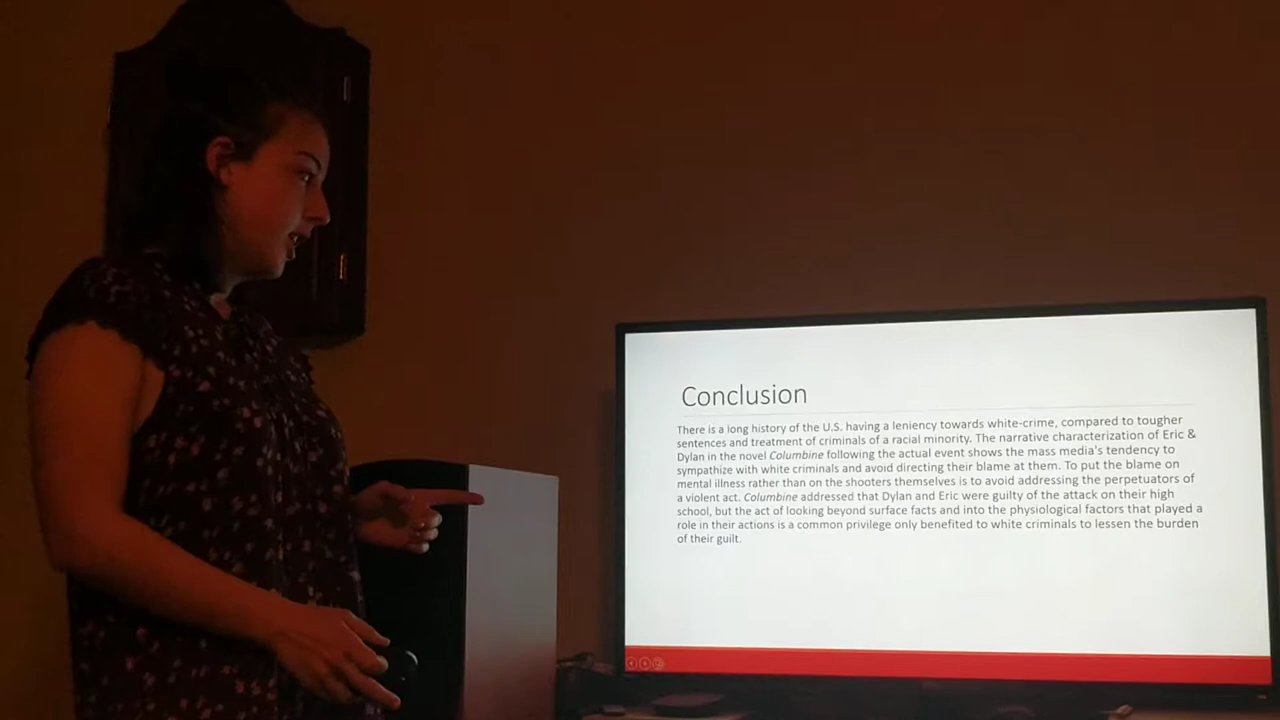 Conclusion
There is a long history of the U.S. having a leniency towards white-crime, compared to tougher
sentences and treatment of criminals of a racial minority. The narrative characterization of Eric &
Dylan in the novel Columbine following the actual event shows the mass media's tendency to
sympathize with white criminals and avoid directing their blame at them. To put the blame on
mental illness rather than on the shooters themselves is to avoid addressing the perpetuators of
a violent act. Columbine addressed that Dylan and Eric were guilty of the attack on their high
school, but the act of looking beyond surface facts and into the physiological factors that played a
role in their actions is a common privilege only benefited to white criminals to lessen the burden
of their guilt.